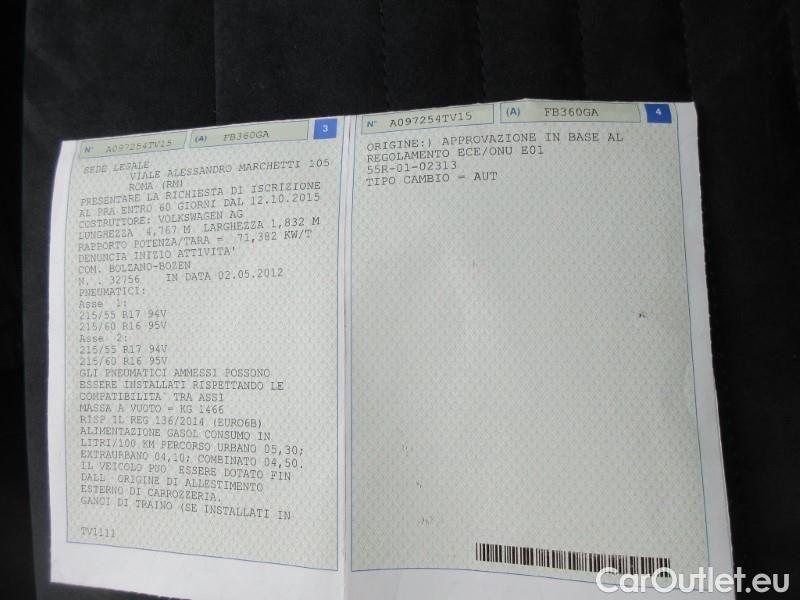 N° A097254TV15 (A) FB360GA 3
SEDE LEGALE
VIALE ALESSANDRO MARCHETTI 105
ROMA (RM)
PRESENTARE LA RICHIESTA DI ISCRIZIONE
AL PRA ENTRO 60 GIORNI DAL 12.10.2015
COSTRUTTORE: VOLKSWAGEN AG
LUNGHEZZA 4,767 M LARGHEZZA 1,832 M
RAPPORTO POTENZA/TARA = 71,382 KW/T
DENUNCIA INIZIO ATTIVITA'
COM. BOLZANO-BOZEN
N. : 32756 IN DATA 02.05.2012
PNEUMATICI:
Asse 1:
215/55 R17 94V
215/60 R16 95V
Asse 2:
215/55 R17 94V
215/60 R16 95V
GLI PNEUMATICI AMMESSI POSSONO
ESSERE INSTALLATI RISPETTANDO LE
COMPATIBILITA` TRA ASSI
MASSA A VUOTO = KG 1466
RISP IL REG 136/2014 (EURO6B)
ALIMENTAZIONE GASOL CONSUMO IN
LITRI/100 KM PERCORSO URBANO 05,30;
EXTRAURBANO 04,10; COMBINATO 04,50.
IL VEICOLO PUO` ESSERE DOTATO FIN
DALL` ORIGINE DI ALLESTIMENTO
ESTERNO DI CARROZZERIA.
GANCI DI TRAINO (SE INSTALLATI IN
TV1111
N° A097254TV15 (A) FB360GA 4
ORIGINE:) APPROVAZIONE IN BASE AL
REGOLAMENTO ECE/ONU E01
55R-01-02313
TIPO CAMBIO = AUT
CarOutlet.eu